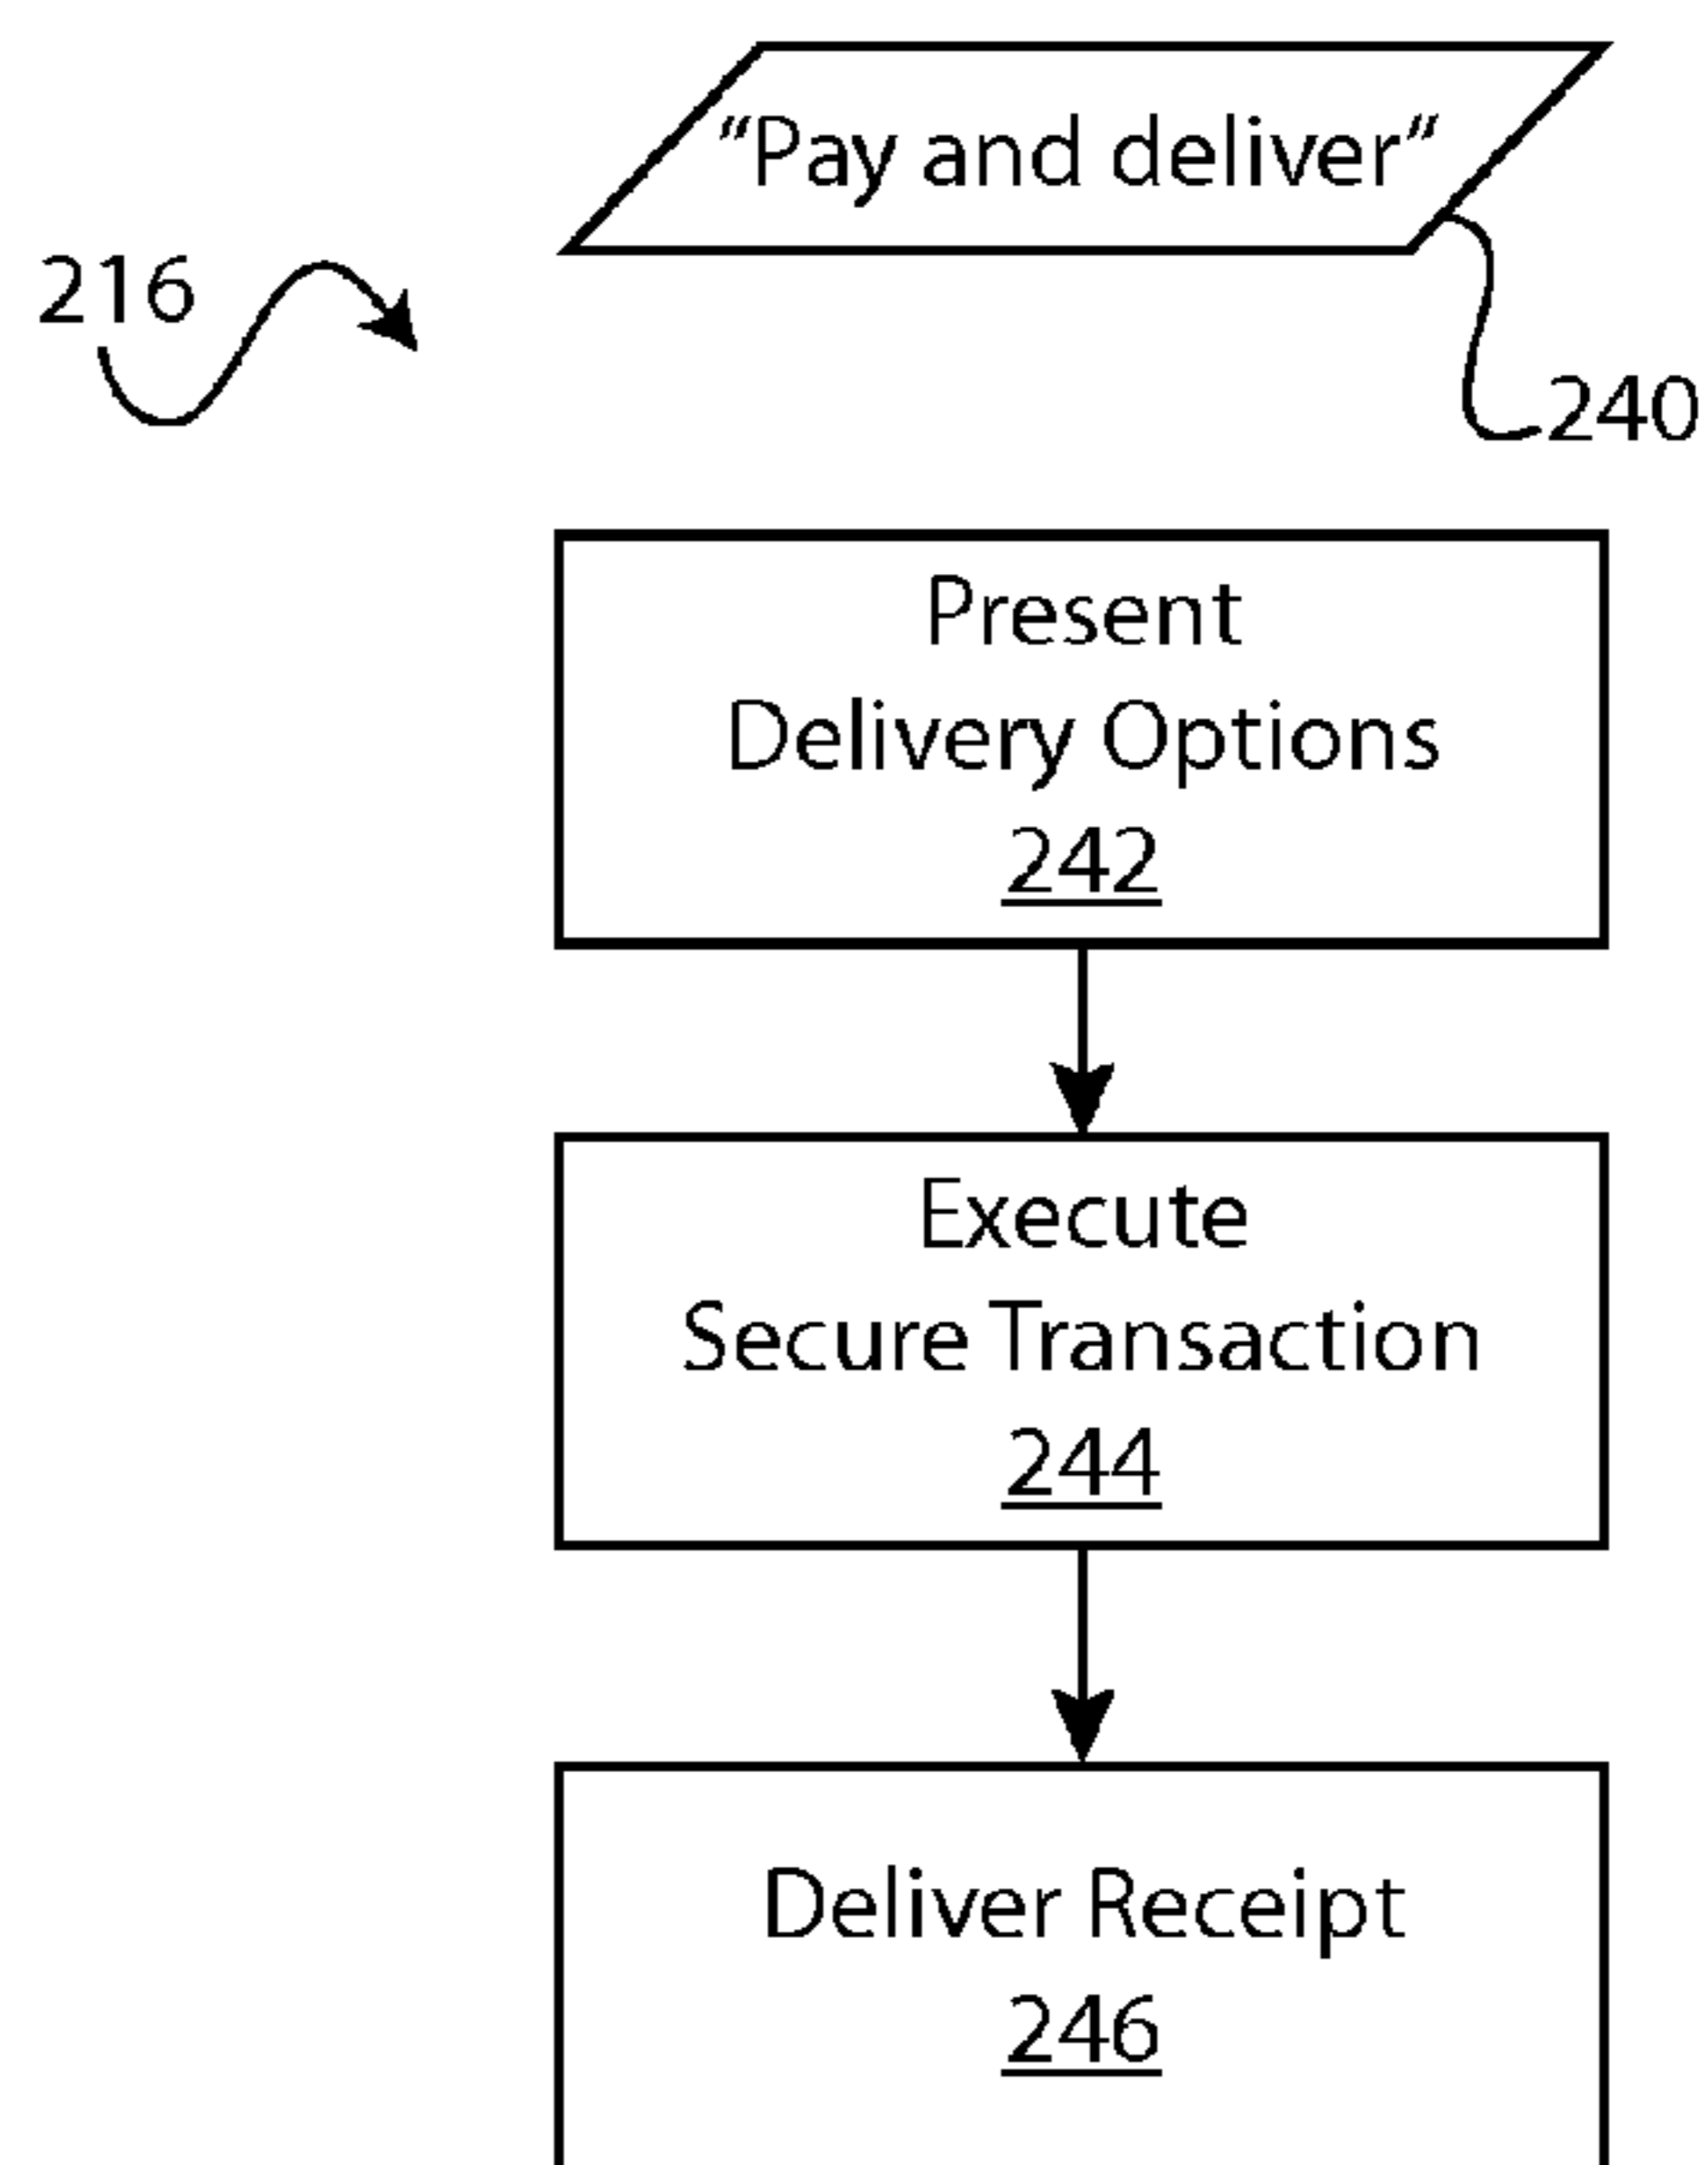 “Pay and deliver”
216
240
Present
Delivery Options
242
Execute
Secure Transaction
244
Deliver Receipt
246